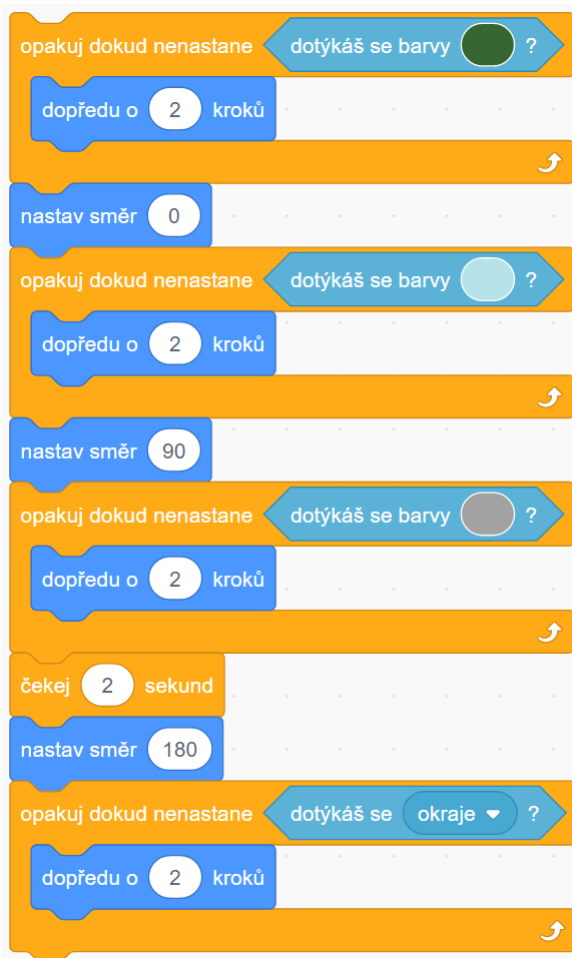 opakuj dokud nenastane dotýkáš se barvy ?
dopředu o 2 kroků
nastav směr 0
opakuj dokud nenastane dotýkáš se barvy ?
dopředu o 2 kroků
nastav směr 90
opakuj dokud nenastane dotýkáš se barvy ?
dopředu o 2 kroků
čekej 2 sekund
nastav směr 180
opakuj dokud nenastane dotýkáš se okraje ?
dopředu o 2 kroků